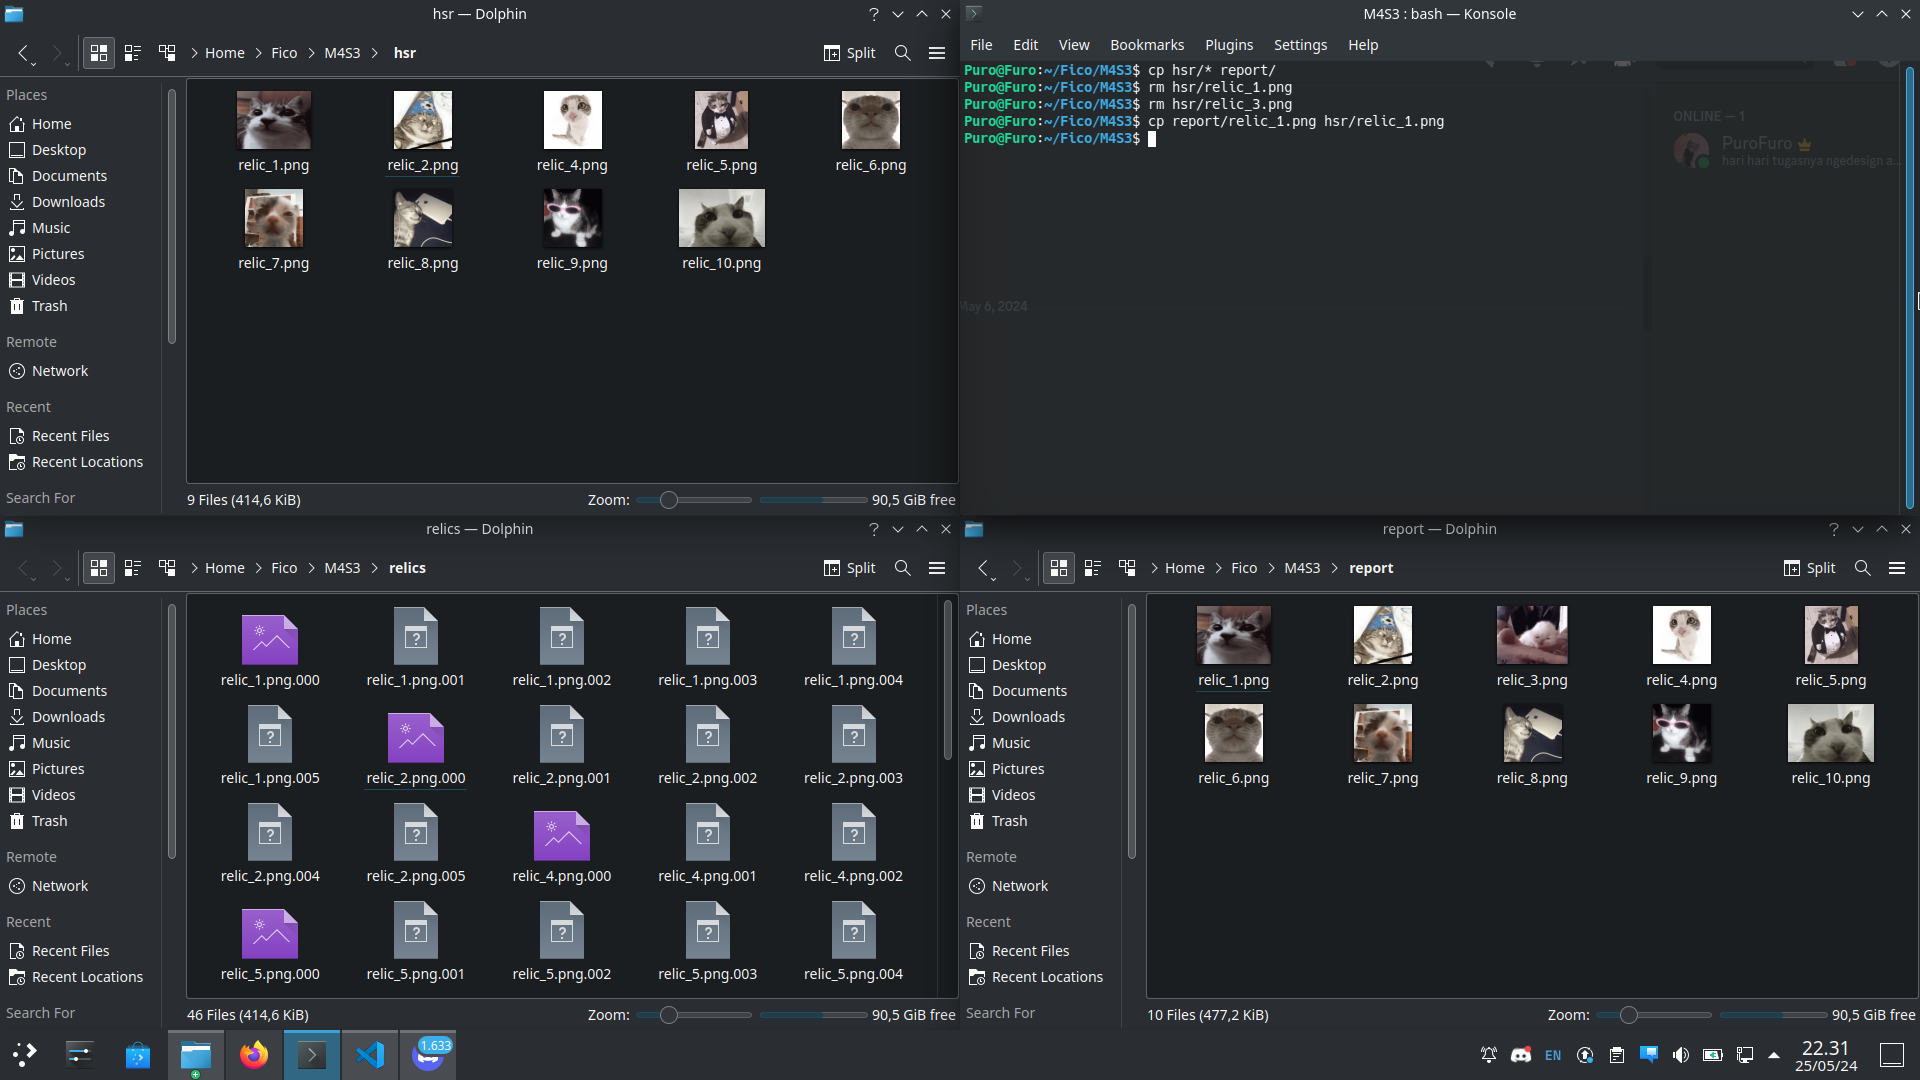 hsr — Dolphin
Home Fico M4S3 hsr
Split
Places
Home
Desktop
Documents
Downloads
Music
Pictures
Videos
Trash
Remote
Network
Recent
Recent Files
Recent Locations
Search For
relic_1.png relic_2.png relic_4.png relic_5.png relic_6.png
relic_7.png relic_8.png relic_9.png relic_10.png
9 Files (414,6 KiB) Zoom: 90,5 GiB free
M4S3 : bash — Konsole
File Edit View Bookmarks Plugins Settings Help
Puro@Furo:~/Fico/M4S3$ cp hsr/* report/
Puro@Furo:~/Fico/M4S3$ rm hsr/relic_1.png
Puro@Furo:~/Fico/M4S3$ rm hsr/relic_3.png
Puro@Furo:~/Fico/M4S3$ cp report/relic_1.png hsr/relic_1.png
Puro@Furo:~/Fico/M4S3$
ONLINE — 1
PuroFuro
hari hari tugasnya ngedesign a...
May 6, 2024
relics — Dolphin
Home Fico M4S3 relics
Split
Places
Home
Desktop
Documents
Downloads
Music
Pictures
Videos
Trash
Remote
Network
Recent
Recent Files
Recent Locations
Search For
relic_1.png.000 relic_1.png.001 relic_1.png.002 relic_1.png.003 relic_1.png.004
relic_1.png.005 relic_2.png.000 relic_2.png.001 relic_2.png.002 relic_2.png.003
relic_2.png.004 relic_2.png.005 relic_4.png.000 relic_4.png.001 relic_4.png.002
relic_5.png.000 relic_5.png.001 relic_5.png.002 relic_5.png.003 relic_5.png.004
46 Files (414,6 KiB) Zoom: 90,5 GiB free
report — Dolphin
Home Fico M4S3 report
Split
Places
Home
Desktop
Documents
Downloads
Music
Pictures
Videos
Trash
Remote
Network
Recent
Recent Files
Recent Locations
Search For
relic_1.png relic_2.png relic_3.png relic_4.png relic_5.png
relic_6.png relic_7.png relic_8.png relic_9.png relic_10.png
10 Files (477,2 KiB) Zoom: 90,5 GiB free
1.633
EN
22.31
25/05/24